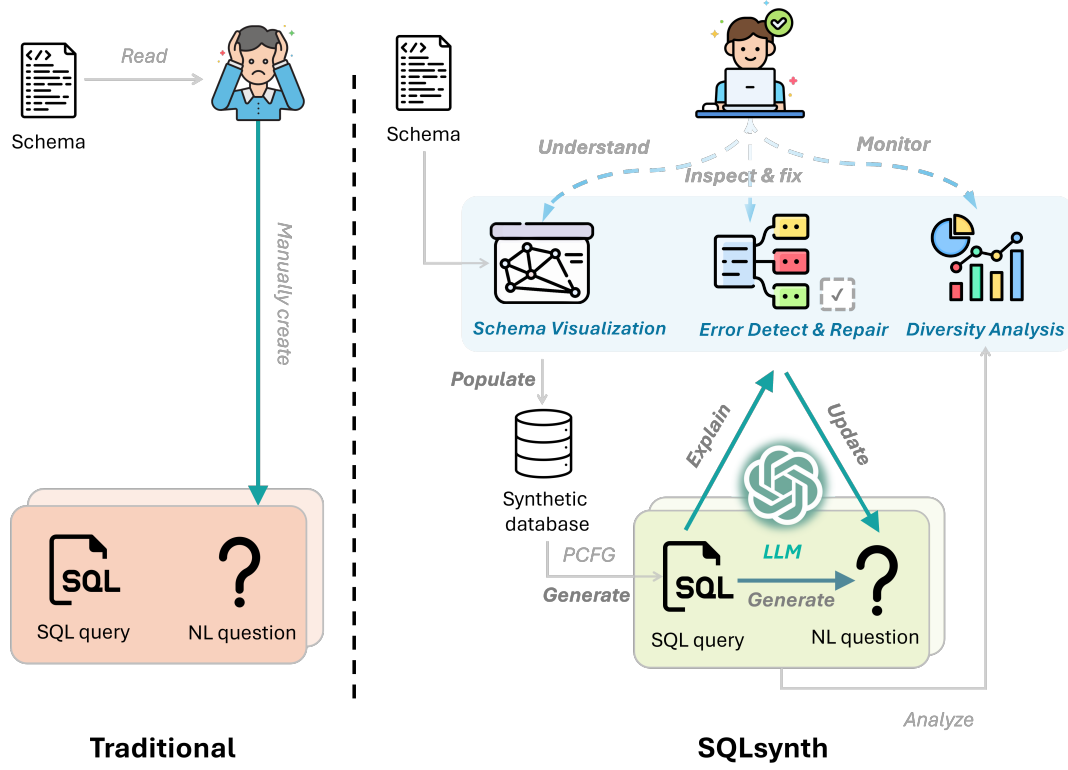 Read
Schema
Manually create
SQL
SQL query
NL question
Traditional
Schema
Understand
Inspect & fix
Monitor
Schema Visualization
Error Detect & Repair
Diversity Analysis
Populate
Synthetic
database
Explain
Update
LLM
PCFG
Generate
SQL
Generate
SQL query
NL question
Analyze
SQLsynth